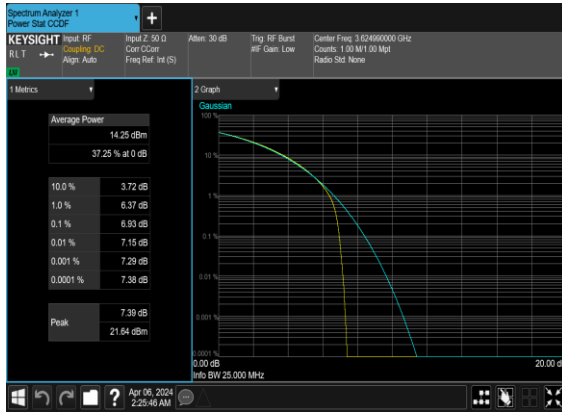 Spectrum Analyzer 1
Power Stat CCDF
KEYSIGHT
RLT
Input: RF
Coupling: DC
Align: Auto
Input Z: 50 Ω
Corr CCorr
Freq Ref: Int (S)
Atten: 30 dB
Trig: RF Burst
#IF Gain: Low
Center Freq: 3.624990000 GHz
Counts: 1.00 M/1.00 Mpt
Radio Std: None
1 Metrics
Average Power
14.25 dBm
37.25 % at 0 dB
10.0 % 3.72 dB
1.0 % 6.37 dB
0.1 % 6.93 dB
0.01 % 7.15 dB
0.001 % 7.29 dB
0.0001 % 7.38 dB
Peak
7.39 dB
21.64 dBm
2 Graph
Gaussian
100 %
10 %
1 %
0.1 %
0.01 %
0.001 %
0.0001 %
0.00 dB
20.00 d
Info BW 25.000 MHz
?
Apr 06, 2024
2:25:46 AM